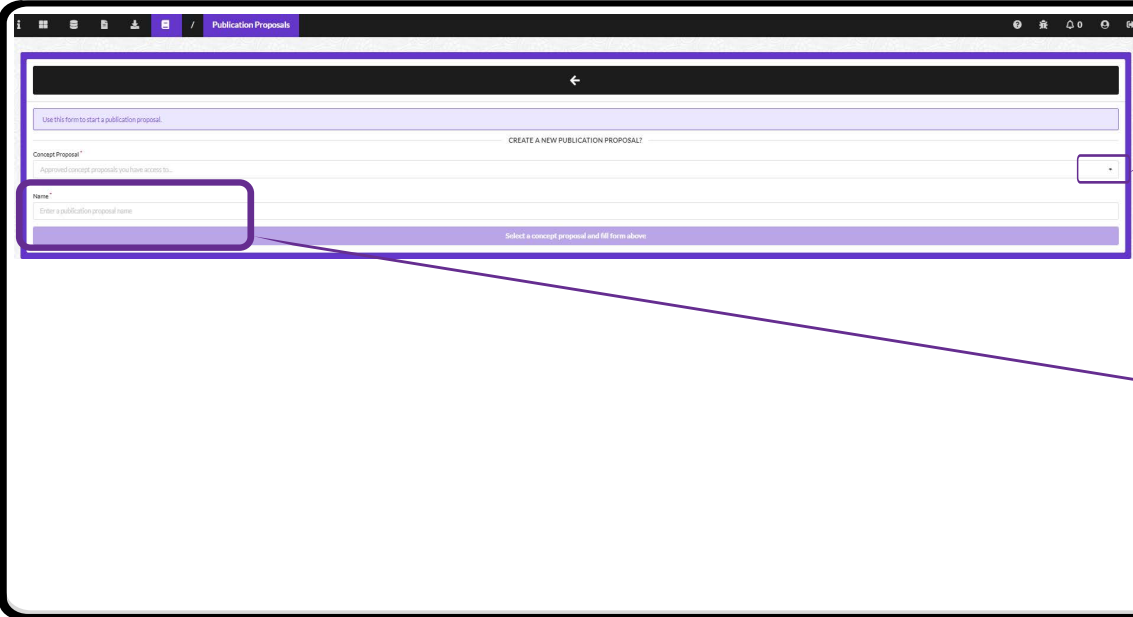 i / Publication Proposals 0
Use this form to start a publication proposal.
CREATE A NEW PUBLICATION PROPOSAL?
Concept Proposal *
Approved concept proposals you have access to...
Name *
Enter a publication proposal name
Select a concept proposal and fill form above